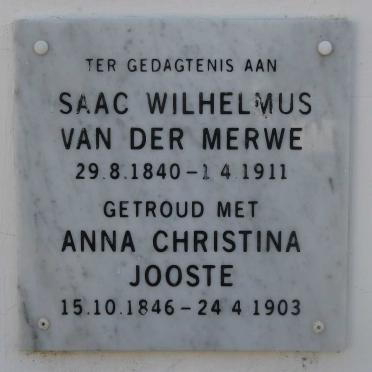 TER GEDAGTENIS AAN
SAAC WILHELMUS
VAN DER MERWE
29.8.1840 – 1 4 1911
GETROUD MET
ANNA CHRISTINA
JOOSTE
15.10.1846 – 24 4 1903